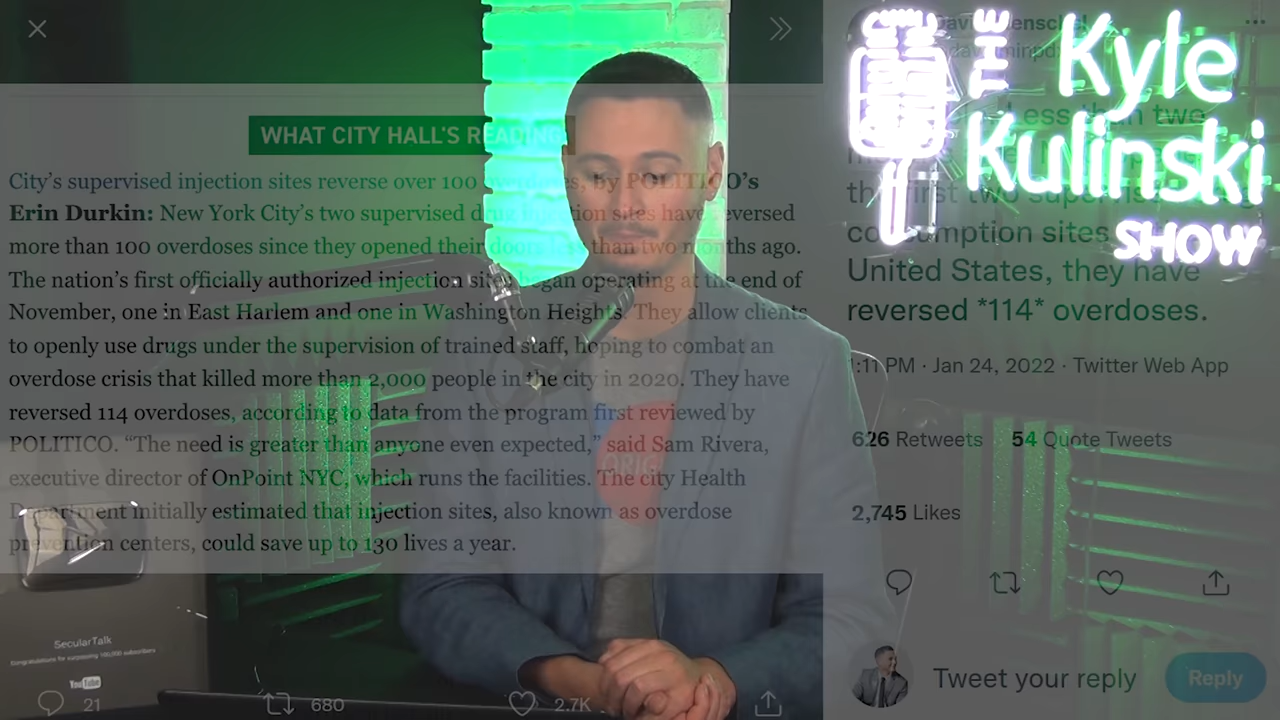 WHAT CITY HALL'S READING
City's supervised injection sites reverse over 100 overdoses, by POLITICO's
Erin Durkin: New York City's two supervised drug injection sites have reversed
more than 100 overdoses since they opened their doors less than two months ago.
The nation's first officially authorized injection sites began operating at the end of
November, one in East Harlem and one in Washington Heights. They allow clients
to openly use drugs under the supervision of trained staff, hoping to combat an
overdose crisis that killed more than 2,000 people in the city in 2020. They have
reversed 114 overdoses, according to data from the program first reviewed by
POLITICO. “The need is greater than anyone even expected,” said Sam Rivera,
executive director of OnPoint NYC, which runs the facilities. The city Health
Department initially estimated that injection sites, also known as overdose
prevention centers, could save up to 130 lives a year.
21
680
2.7K
SecularTalk
Congratulations for surpassing 100,000 subscribers
YouTube
THE
Kyle
Kulinski
SHOW
Less than two
the first two
consumption sites
United States, they have
reversed *114* overdoses.
1:11 PM · Jan 24, 2022 · Twitter Web App
626 Retweets 54 Quote Tweets
2,745 Likes
Tweet your reply
Reply